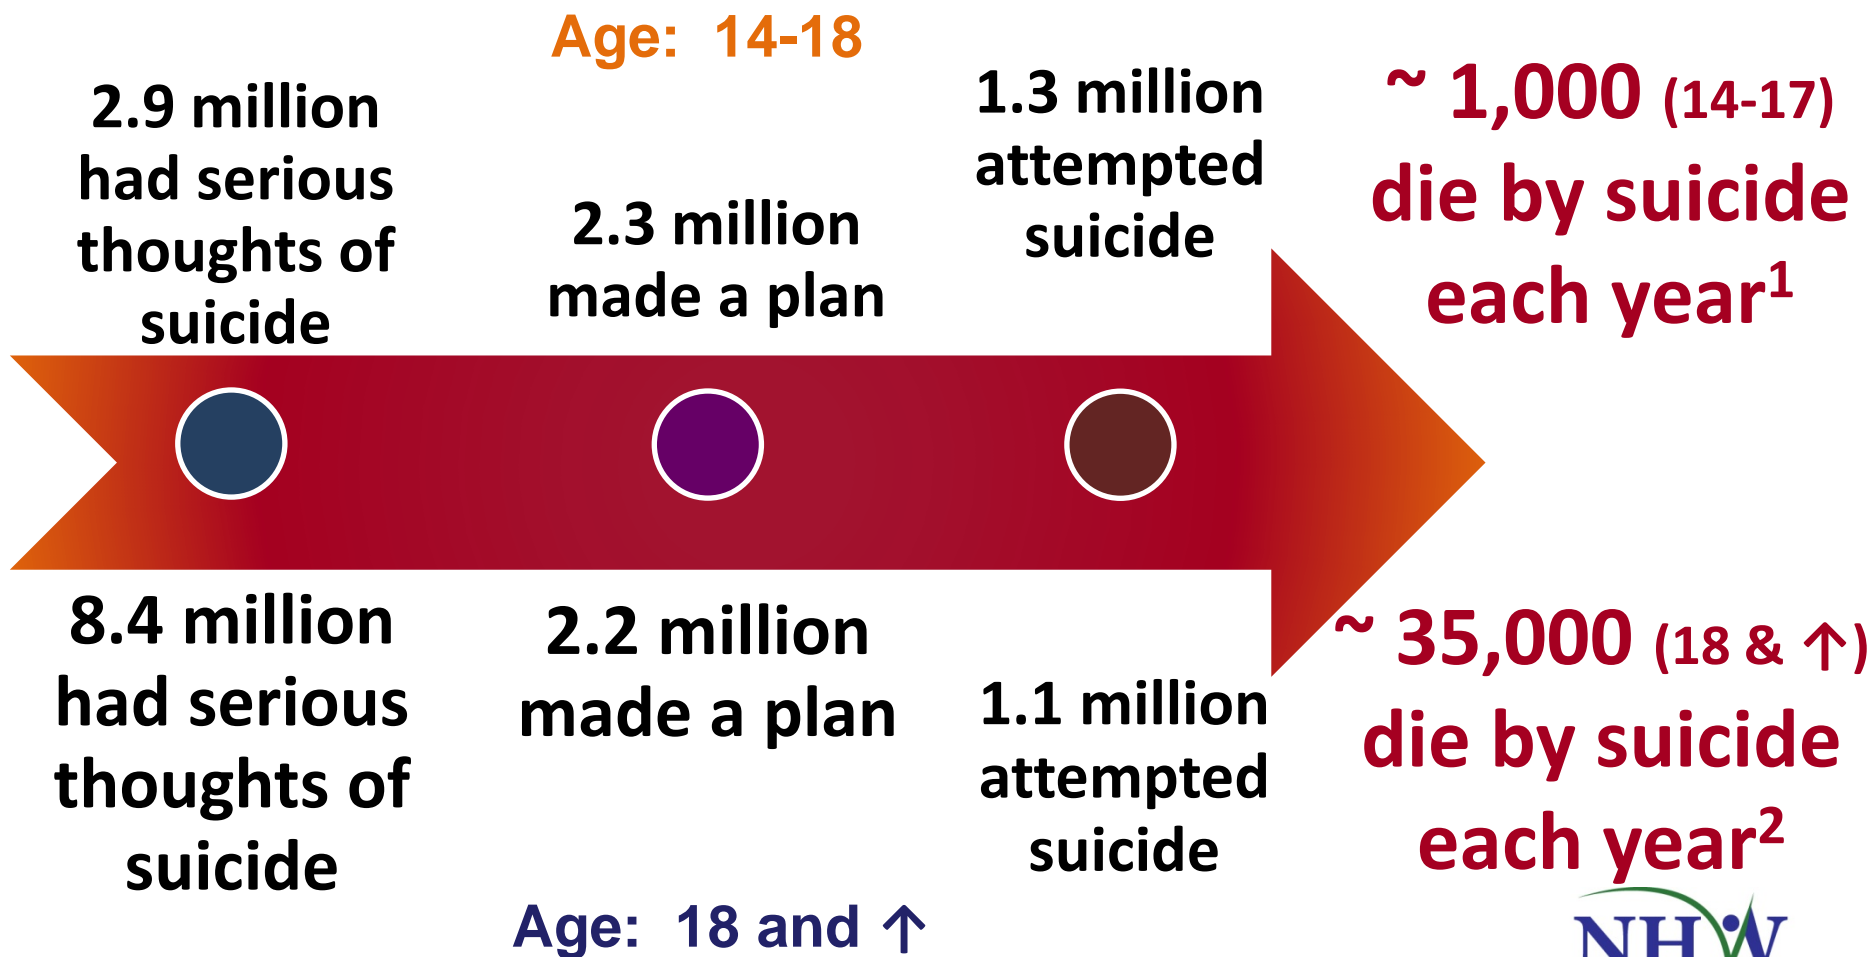 Age: 14-18
2.9 million
had serious
thoughts of
suicide
2.3 million
made a plan
1.3 million
attempted
suicide
~ 1,000 (14-17)
die by suicide
each year¹
8.4 million
had serious
thoughts of
suicide
2.2 million
made a plan
1.1 million
attempted
suicide
~ 35,000 (18 & ↑)
die by suicide
each year²
Age: 18 and ↑
NHW